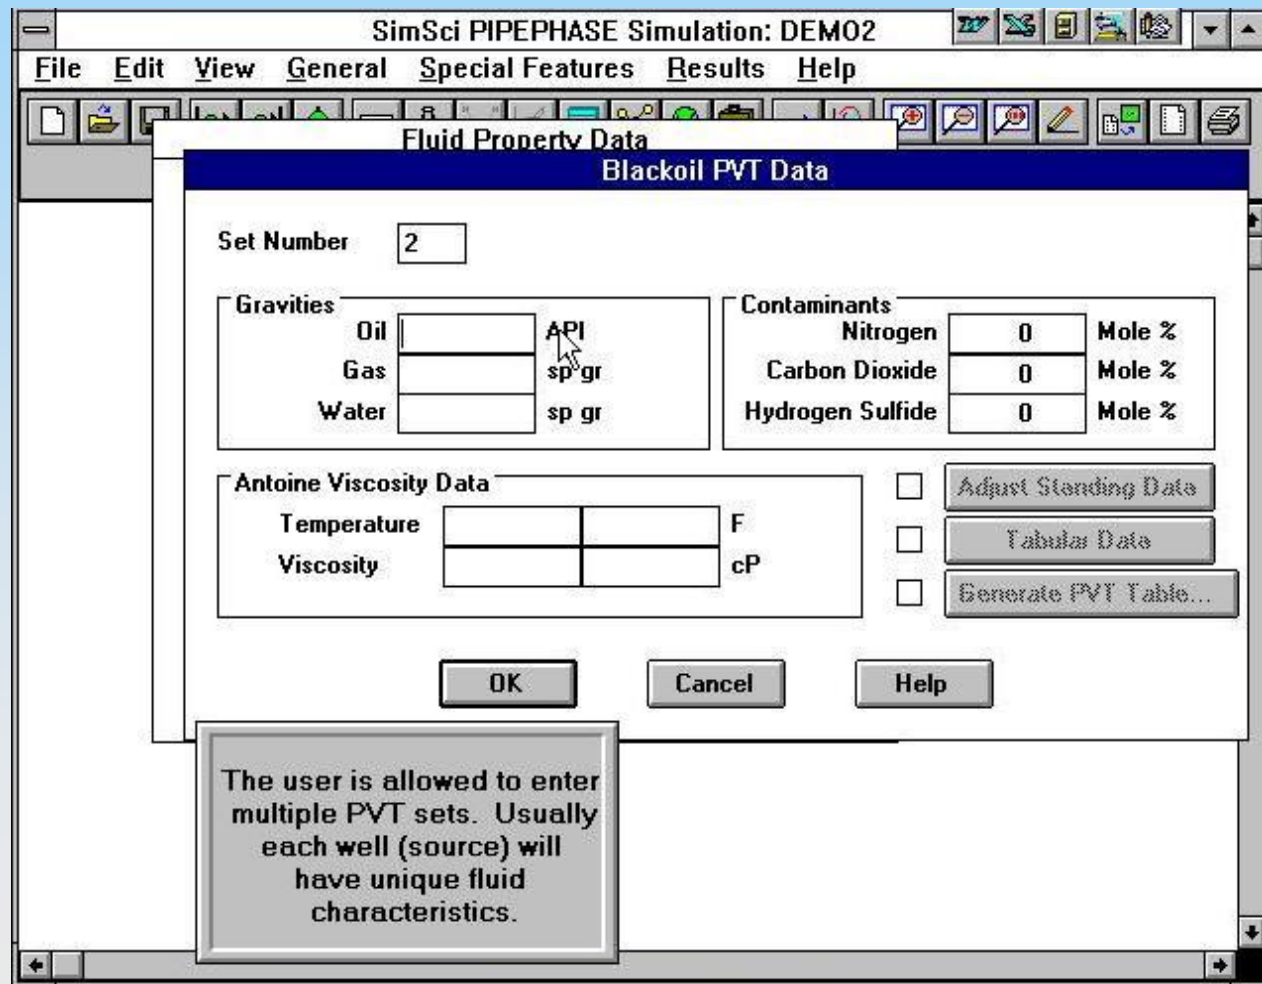 SimSci PIPEPHASE Simulation: DEMO2
File Edit View General Special Features Results Help
Fluid Property Data
Blackoil PVT Data
Set Number 2
Gravities
Oil API
Gas sp gr
Water sp gr
Contaminants
Nitrogen 0 Mole %
Carbon Dioxide 0 Mole %
Hydrogen Sulfide 0 Mole %
Antoine Viscosity Data
Temperature F
Viscosity cP
Adjust Standing Data
Tabular Data
Generate PVT Table...
OK Cancel Help
The user is allowed to enter
multiple PVT sets. Usually
each well (source) will
have unique fluid
characteristics.